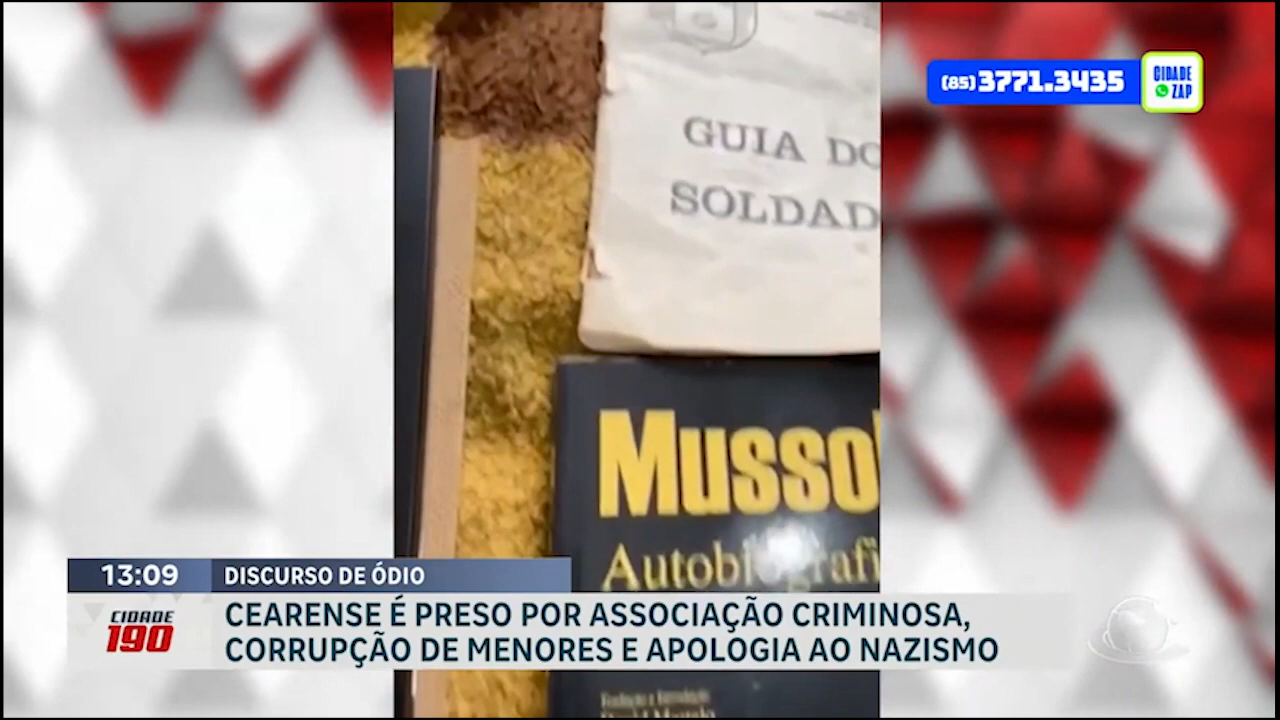 (85) 3771.3435
CIDADE
ZAP
GUIA DO
SOLDAD
Musso
Autobiografi
13:09
DISCURSO DE ÓDIO
CIDADE
190
CEARENSE É PRESO POR ASSOCIAÇÃO CRIMINOSA,
CORRUPÇÃO DE MENORES E APOLOGIA AO NAZISMO